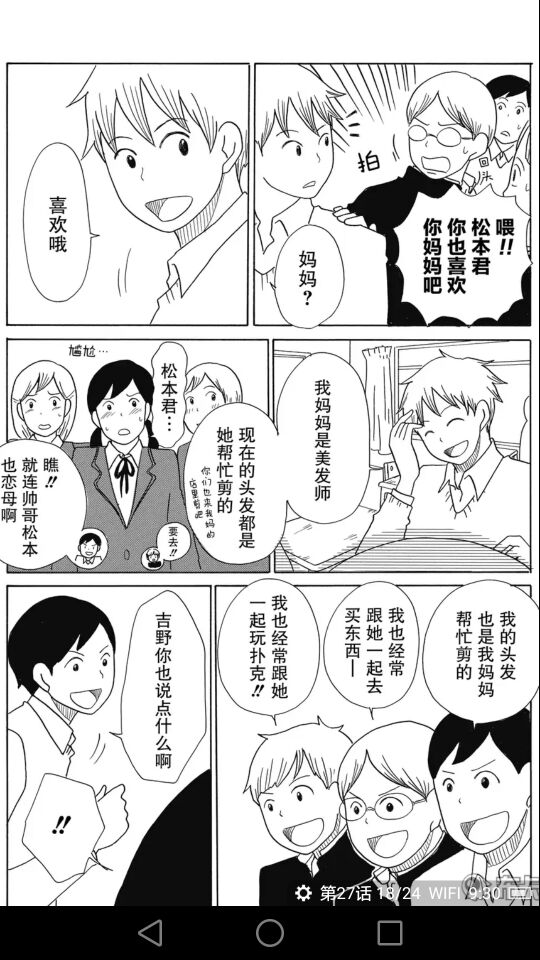 喂!!
松本君
你也喜欢
你妈妈吧
拍
回头
妈妈?
喜欢哦
我妈妈是美发师
现在的头发都是
她帮忙剪的
你们也来我妈的
店里剪吧
要去!!
松本君…
尴尬…
瞧!!
就连帅哥松本
也恋母啊
我的头发
也是我妈妈
帮忙剪的
我也经常
跟她一起去
买东西—
我也经常跟她
一起玩扑克!!
吉野你也说点
什么啊
!!
第27话 18/24 WIFI 9:30